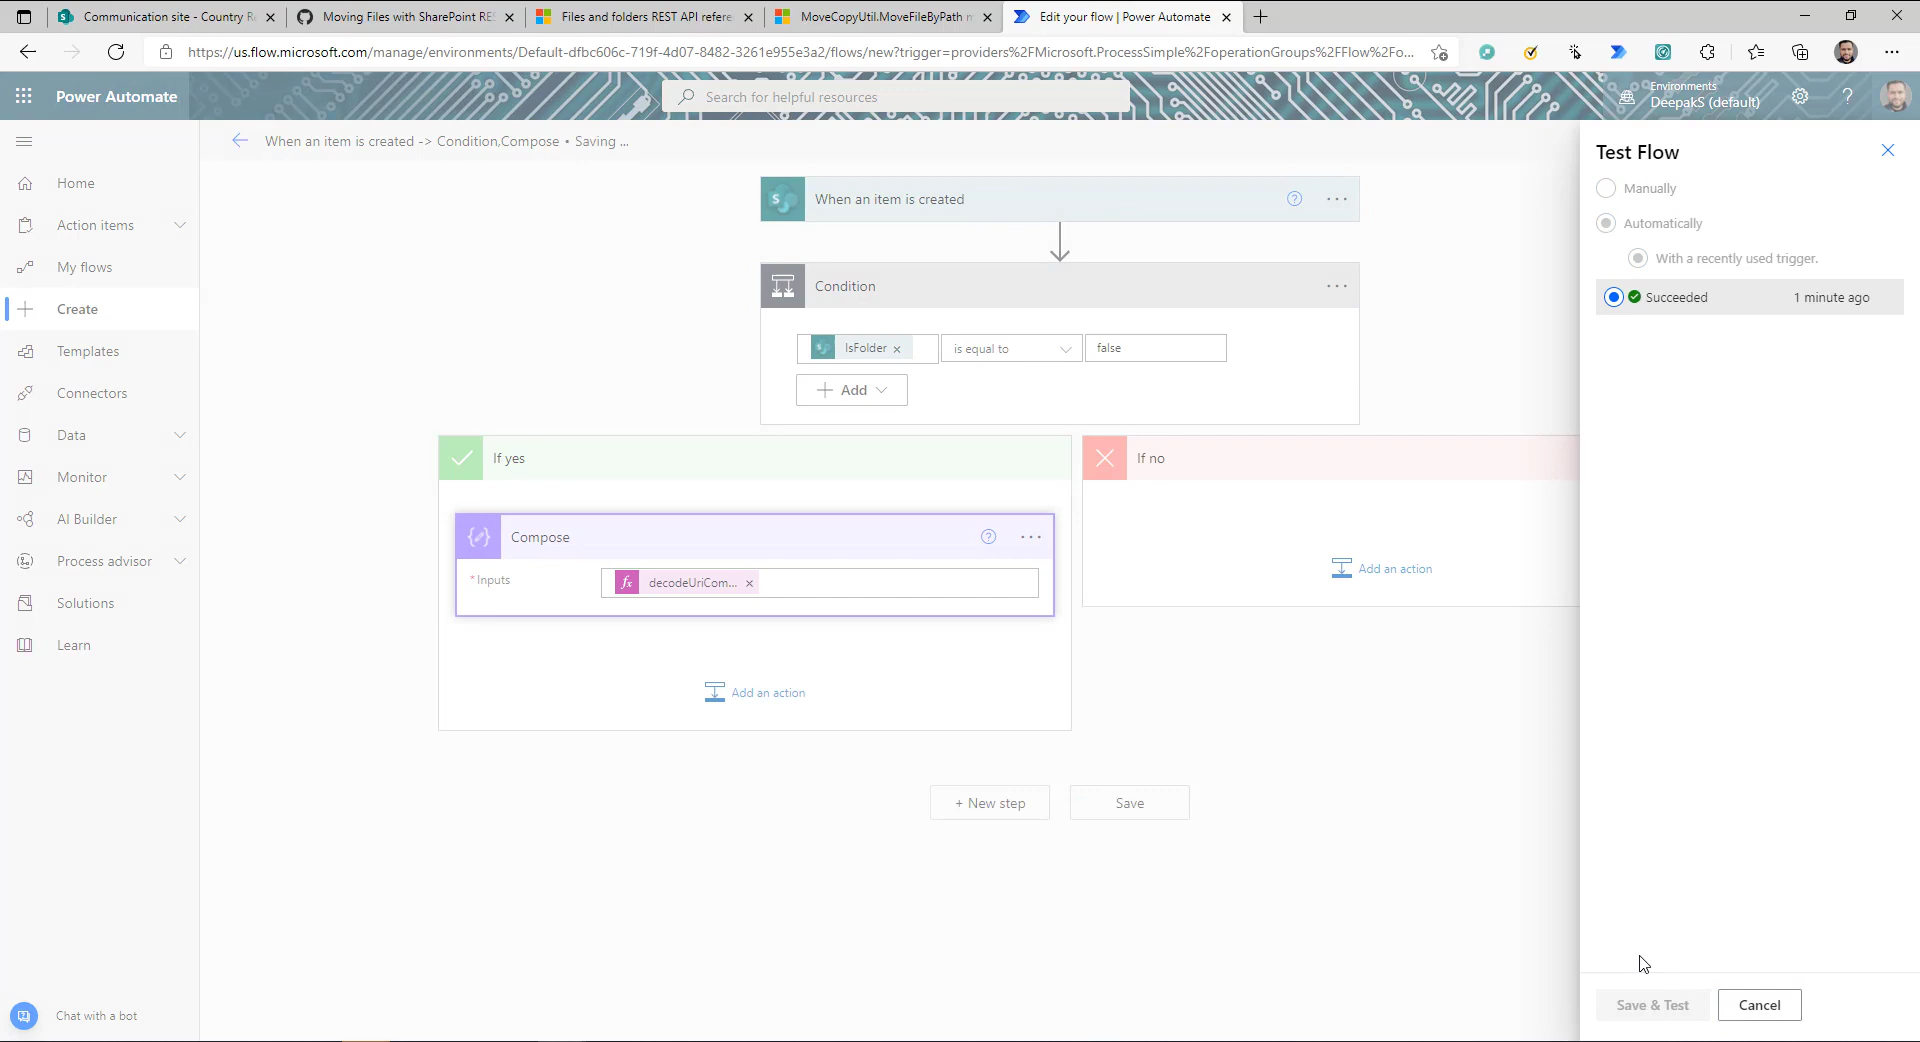 Communication site - Country Re
Moving Files with SharePoint RES
Files and folders REST API refere
MoveCopyUtil.MoveFileByPath m
Edit your flow | Power Automate
https://us.flow.microsoft.com/manage/environments/Default-dfbc606c-719f-4d07-8482-3261e955e3a2/flows/new?trigger=providers%2FMicrosoft.ProcessSimple%2FoperationGroups%2FFlow%2Fo...
Power Automate
Search for helpful resources
Environments
DeepakS (default)
When an item is created -> Condition,Compose • Saving ...
Home
Action items
My flows
Create
Templates
Connectors
Data
Monitor
AI Builder
Process advisor
Solutions
Learn
Chat with a bot
When an item is created
Condition
IsFolder
is equal to
false
Add
If yes
Compose
* Inputs
fx decodeUriCom...
Add an action
If no
Add an action
+ New step
Save
Test Flow
Manually
Automatically
With a recently used trigger.
Succeeded 1 minute ago
Save & Test
Cancel